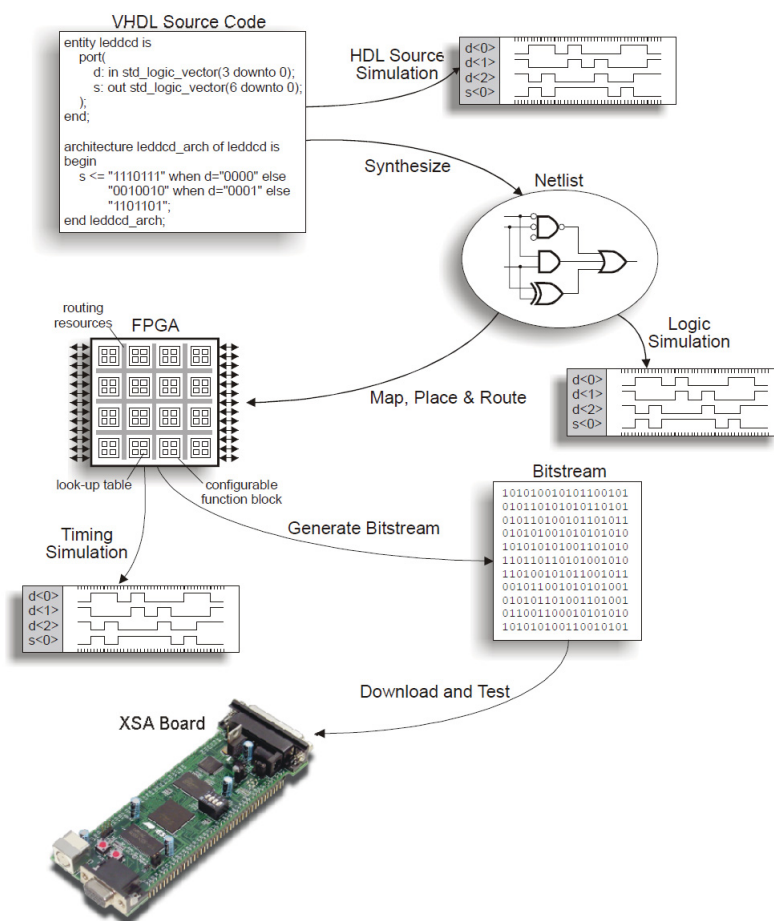 VHDL Source Code
entity leddcd is
port(
d: in std_logic_vector(3 downto 0);
s: out std_logic_vector(6 downto 0);
);
end;
architecture leddcd_arch of leddcd is
begin
s <= "1110111" when d="0000" else
"0010010" when d="0001" else
"1101101";
end leddcd_arch;
HDL Source
Simulation
d<0>
d<1>
d<2>
s<0>
Synthesize
Netlist
Logic
Simulation
d<0>
d<1>
d<2>
s<0>
routing
resources
FPGA
Map, Place & Route
look-up table
configurable
function block
Timing
Simulation
d<0>
d<1>
d<2>
s<0>
Generate Bitstream
Bitstream
101010010101100101
010110101010110101
010110100101101011
010101001010101010
101010101001101010
110110110101001010
110100101011001011
001011001010101001
010101101001101001
011001100010101010
101010100110010101
Download and Test
XSA Board